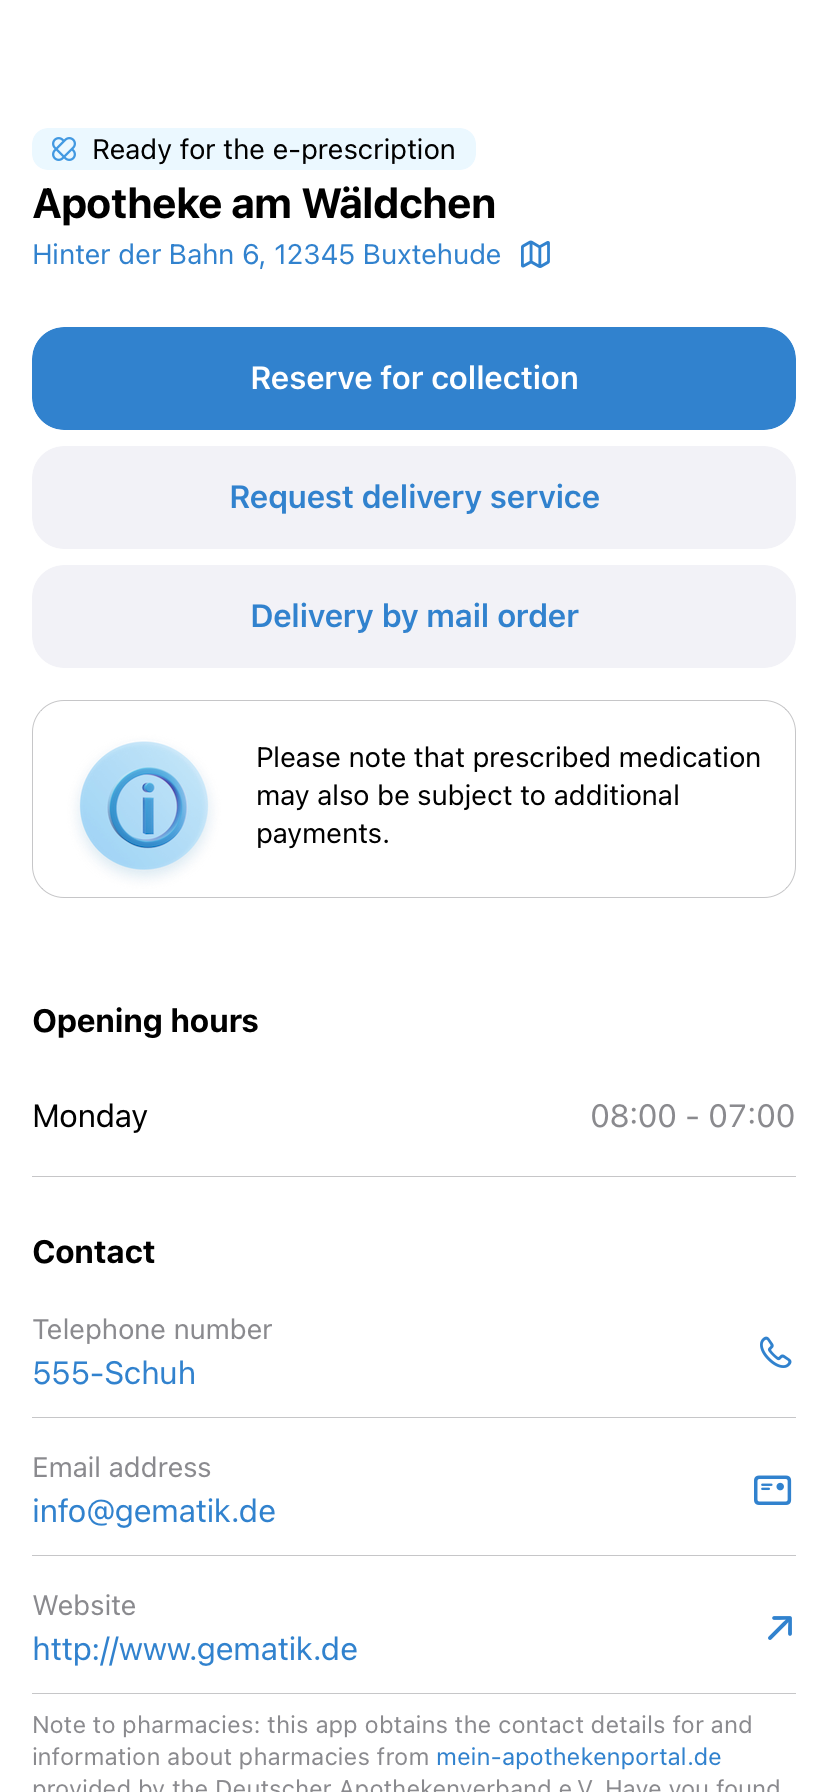 Ready for the e-prescription
Apotheke am Wäldchen
Hinter der Bahn 6, 12345 Buxtehude
Reserve for collection
Request delivery service
Delivery by mail order
Please note that prescribed medication
may also be subject to additional
payments.
Opening hours
Monday 08:00 - 07:00
Contact
Telephone number
555-Schuh
Email address
info@gematik.de
Website
http://www.gematik.de
Note to pharmacies: this app obtains the contact details for and
information about pharmacies from mein-apothekenportal.de
provided by the Deutscher Apothekenverband e.V. Have you found